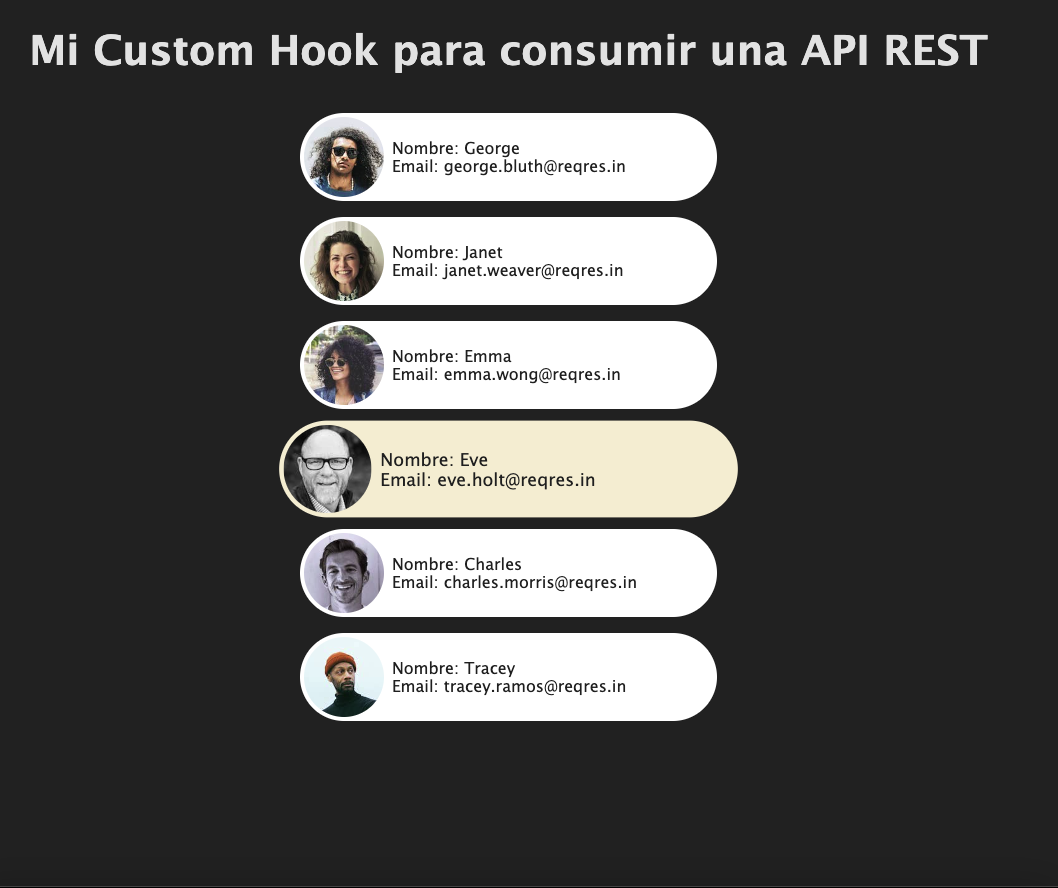 Mi Custom Hook para consumir una API REST
Nombre: George
Email: george.bluth@reqres.in
Nombre: Janet
Email: janet.weaver@reqres.in
Nombre: Emma
Email: emma.wong@reqres.in
Nombre: Eve
Email: eve.holt@reqres.in
Nombre: Charles
Email: charles.morris@reqres.in
Nombre: Tracey
Email: tracey.ramos@reqres.in